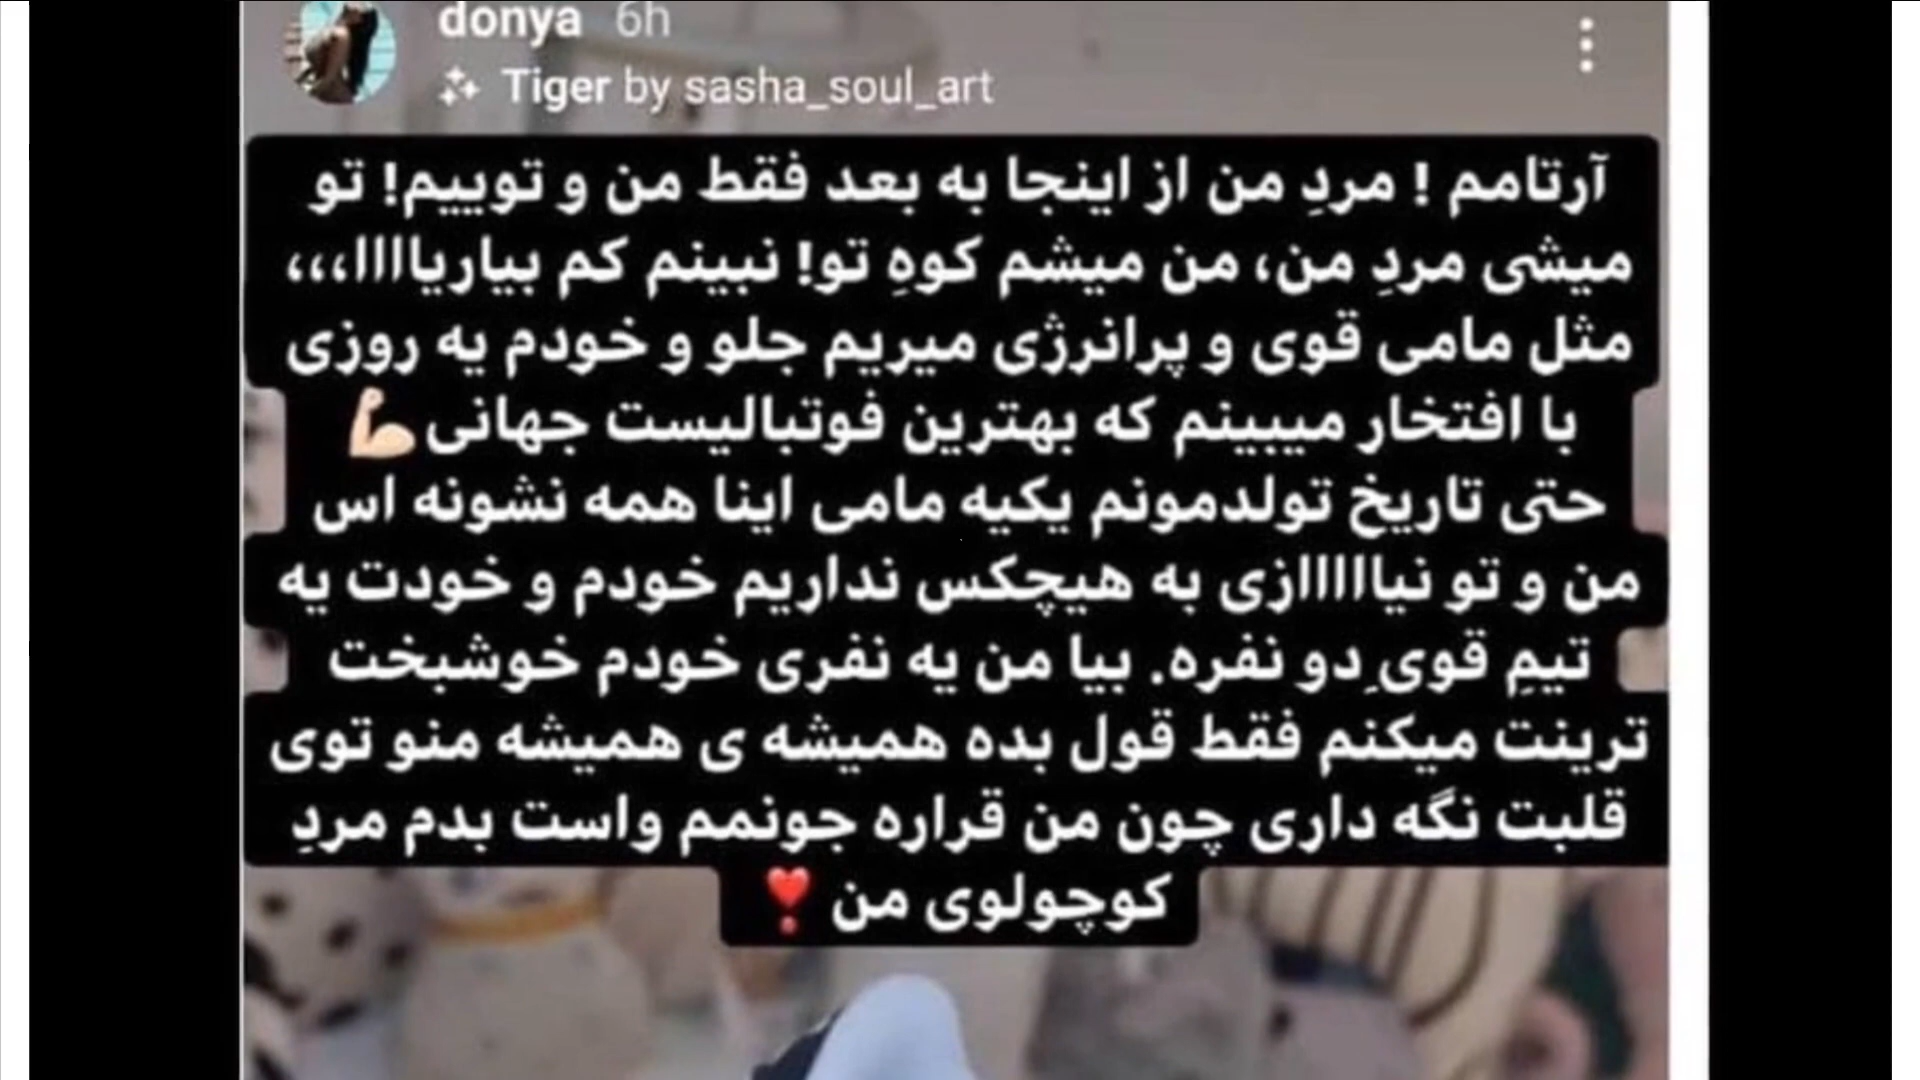 donya 6h
Tiger by sasha_soul_art
آرتامم ! مردِ من از اینجا به بعد فقط من و توییم! تو
میشی مردِ من، من میشم کوهِ تو! نبینم کم بیاریاااا،،،
مثل مامی قوی و پرانرژی میریم جلو و خودم یه روزی
با افتخار میبینم که بهترین فوتبالیست جهانی💪🏻
حتی تاریخ تولدمونم یکیه مامی اینا همه نشونه اس
من و تو نیاااااازی به هیچکس نداریم خودم و خودت یه
تیمِ قوی ِدو نفره. بیا من یه نفری خودم خوشبخت
ترینت میکنم فقط قول بده همیشه ی همیشه منو توی
قلبت نگه داری چون من قراره جونمم واست بدم مردِ
کوچولوی من ❣️